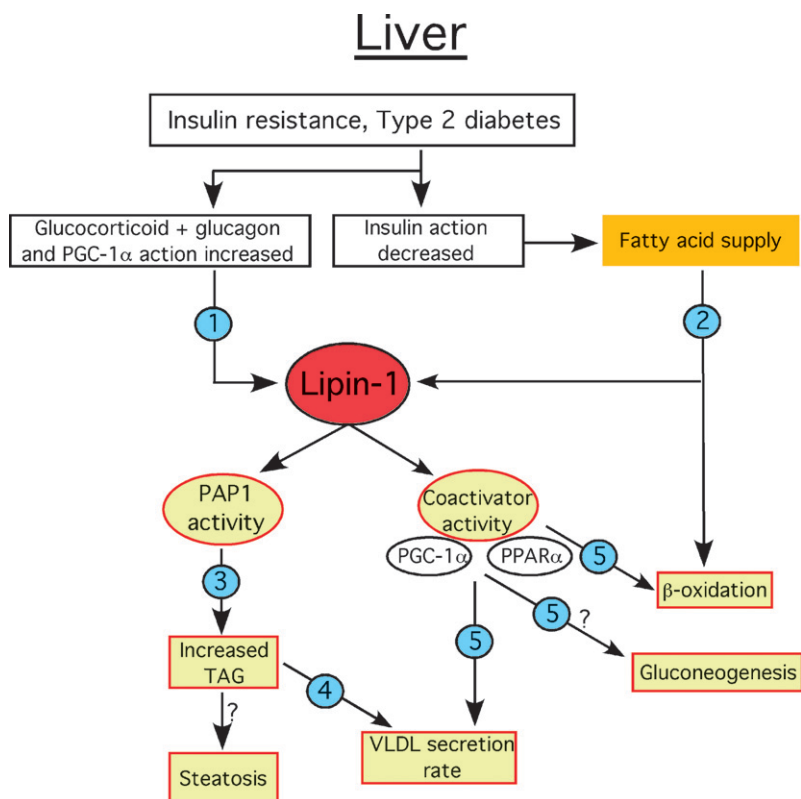 Liver
Insulin resistance, Type 2 diabetes
Glucocorticoid + glucagon
and PGC-1α action increased
Insulin action
decreased
Fatty acid supply
1
2
Lipin-1
PAP1
activity
Coactivator
activity
PGC-1α
PPARα
5
3
β-oxidation
5
?
5
Increased
TAG
4
Gluconeogenesis
?
VLDL secretion
rate
Steatosis